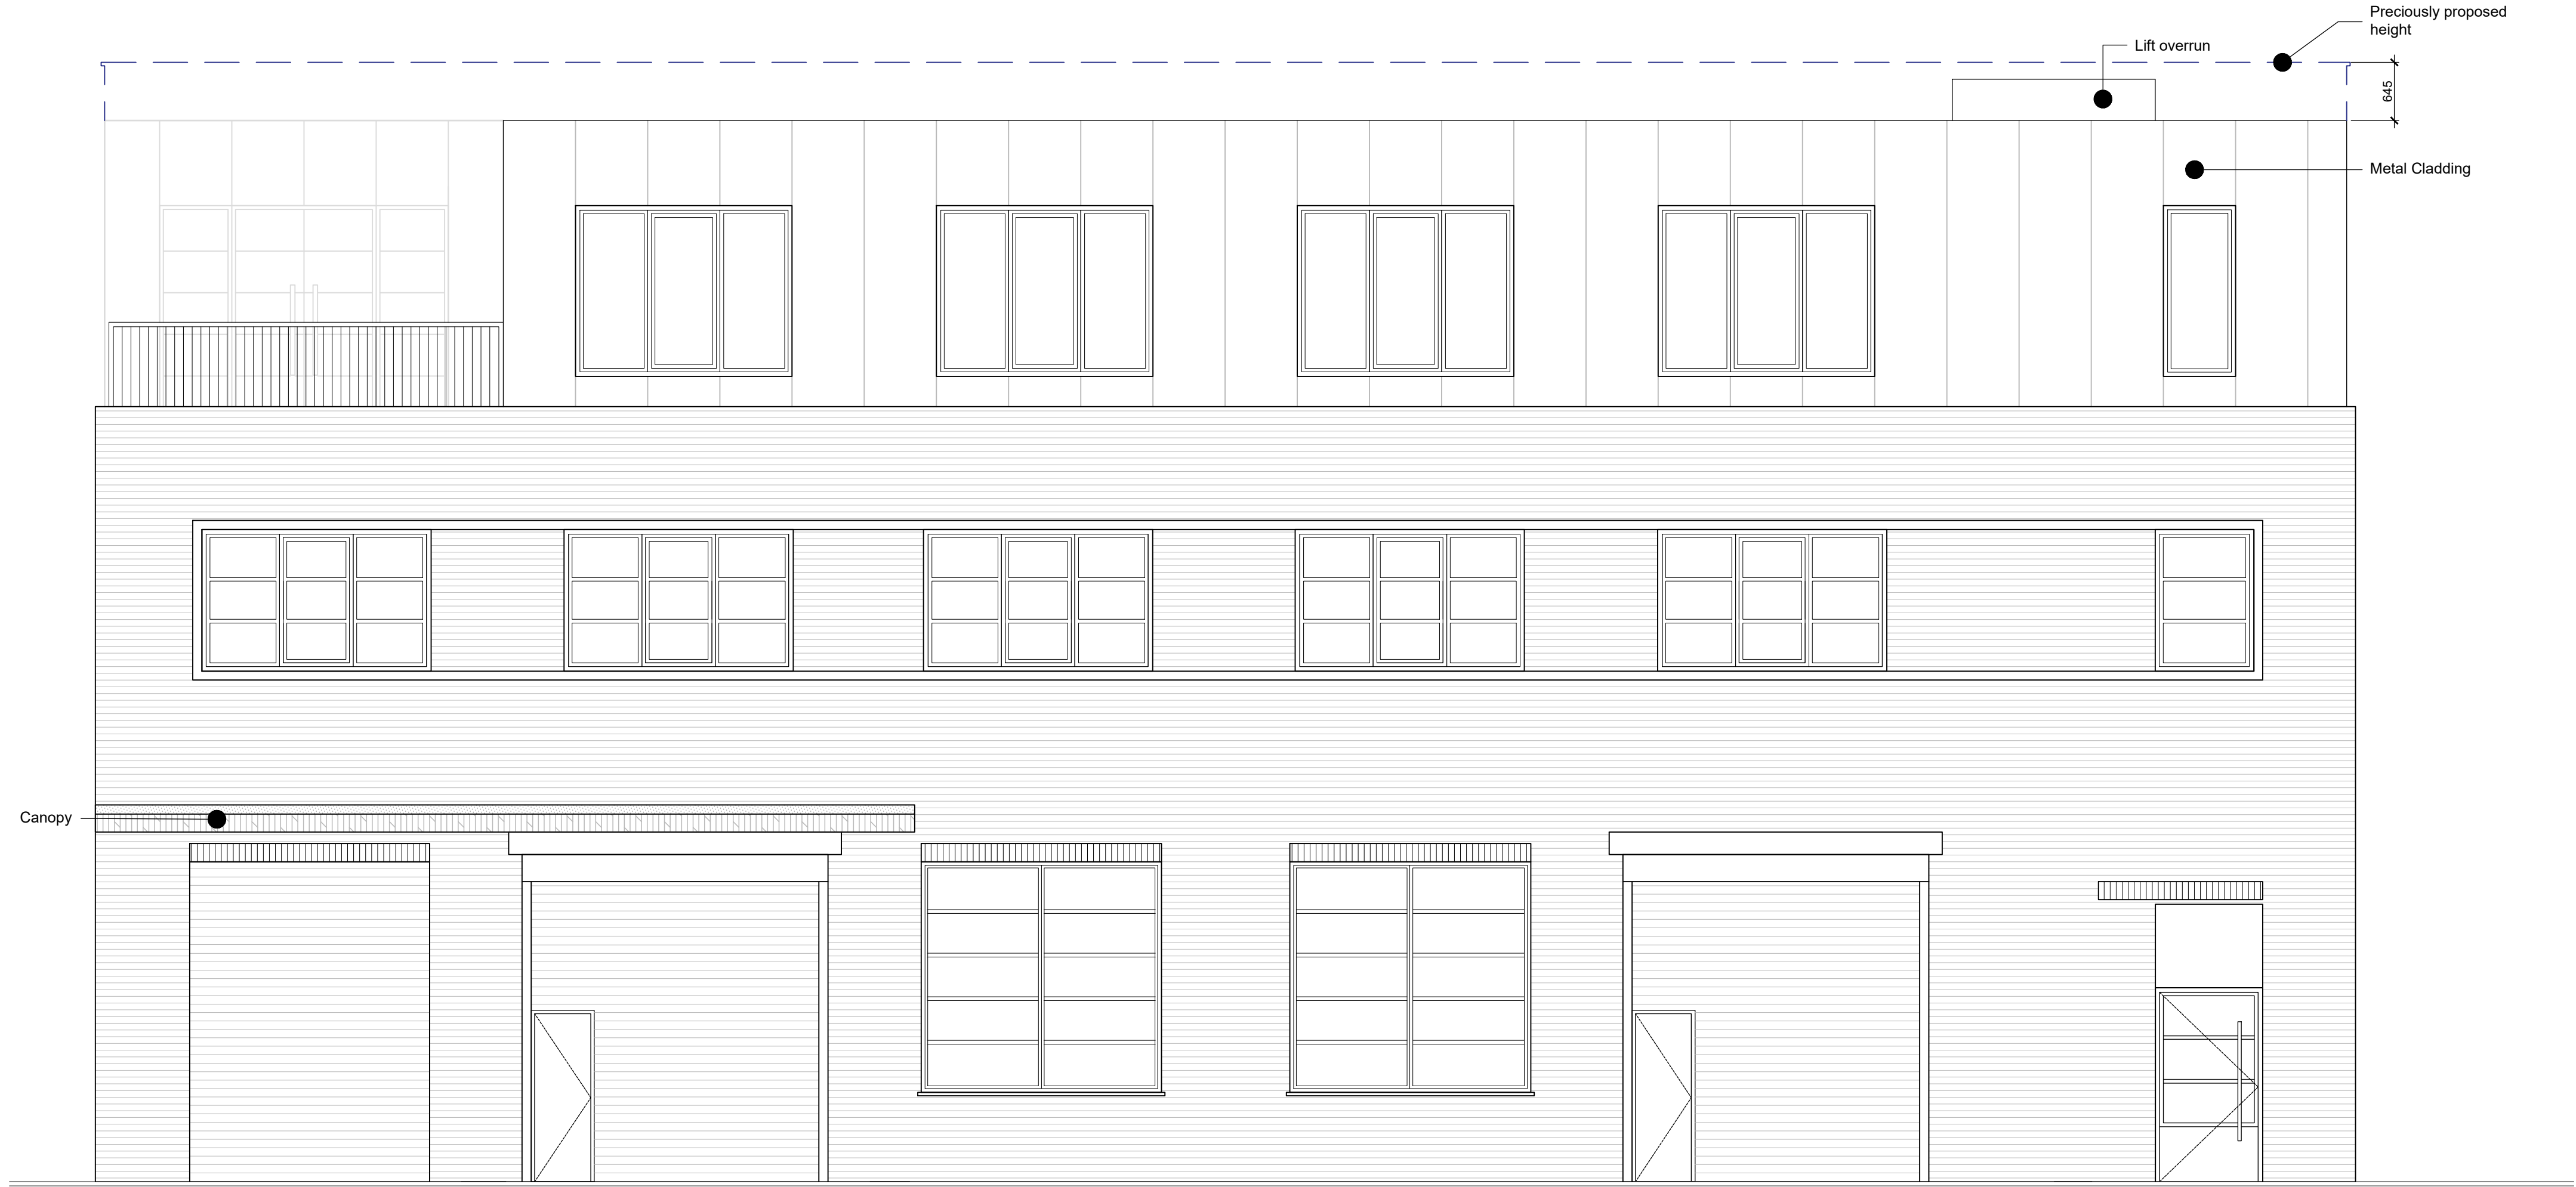 Preciously proposed
height
Lift overrun
645
Metal Cladding
Canopy